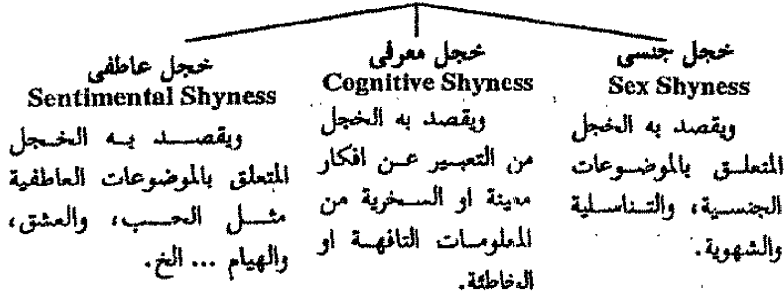 خجل جنسى
Sex Shyness
ويقصد به الخجل
المتعلق بالموضوعات
الجنسية، والتناسلية
والشهوية.
خجل معرفى
Cognitive Shyness
ويقصد به الخجل
من التعبير عن افكار
معينة او السخرية من
المعلومات التافهة او
الخاطئة.
خجل عاطفى
Sentimental Shyness
ويقصد به الخجل
المتعلق بالموضوعات العاطفية
مثل الحب، والعشق،
والهيام ... الخ.